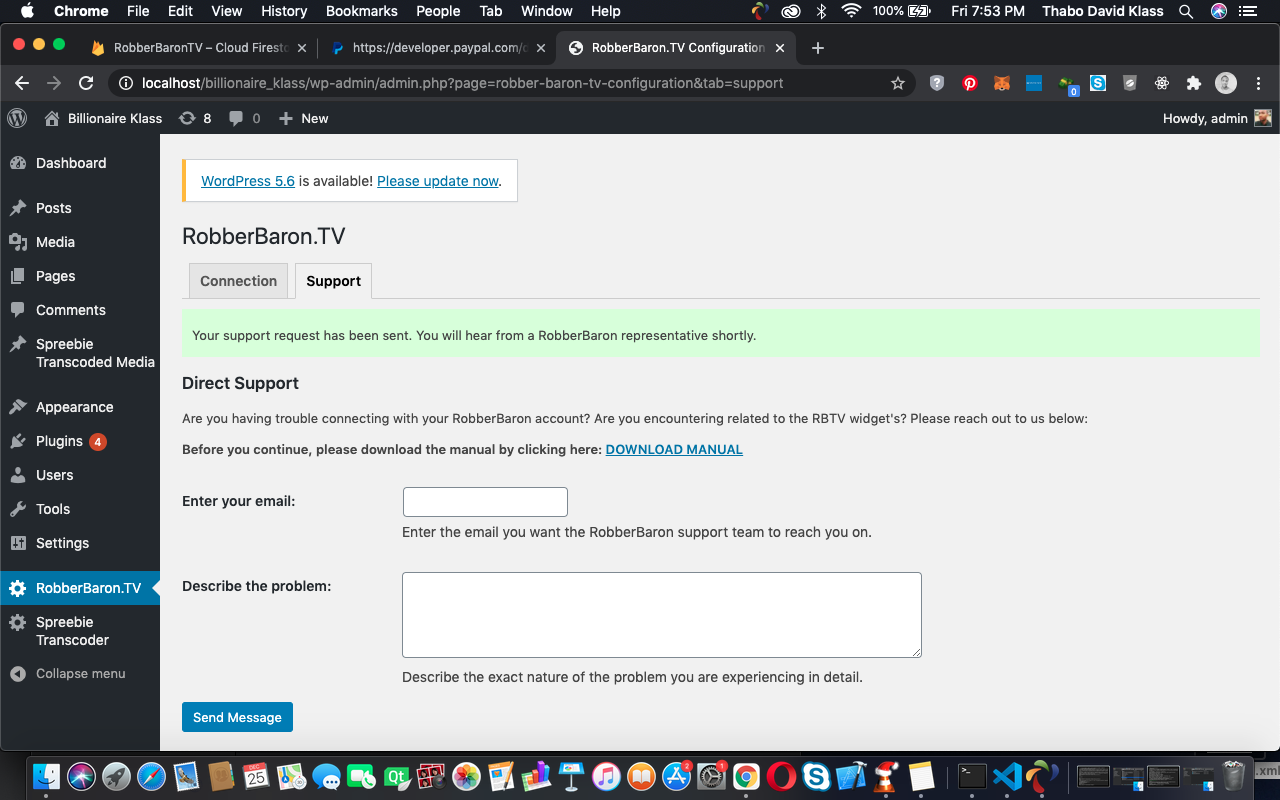 Chrome File Edit View History Bookmarks People Tab Window Help 100% Fri 7:53 PM Thabo David Klass
RobberBaronTV – Cloud Firest https://developer.paypal.com/ RobberBaron.TV Configuration
localhost/billionaire_klass/wp-admin/admin.php?page=robber-baron-tv-configuration&tab=support
0
Billionaire Klass 8 0 New Howdy, admin
Dashboard
Posts
Media
Pages
Comments
Spreebie
Transcoded Media
Appearance
Plugins 4
Users
Tools
Settings
RobberBaron.TV
Spreebie
Transcoder
Collapse menu
WordPress 5.6 is available! Please update now.
RobberBaron.TV
Connection Support
Your support request has been sent. You will hear from a RobberBaron representative shortly.
Direct Support
Are you having trouble connecting with your RobberBaron account? Are you encountering related to the RBTV widget's? Please reach out to us below:
Before you continue, please download the manual by clicking here: DOWNLOAD MANUAL
Enter your email:
Enter the email you want the RobberBaron support team to reach you on.
Describe the problem:
Describe the exact nature of the problem you are experiencing in detail.
Send Message
DEC
25
Qt
2
1
.xml